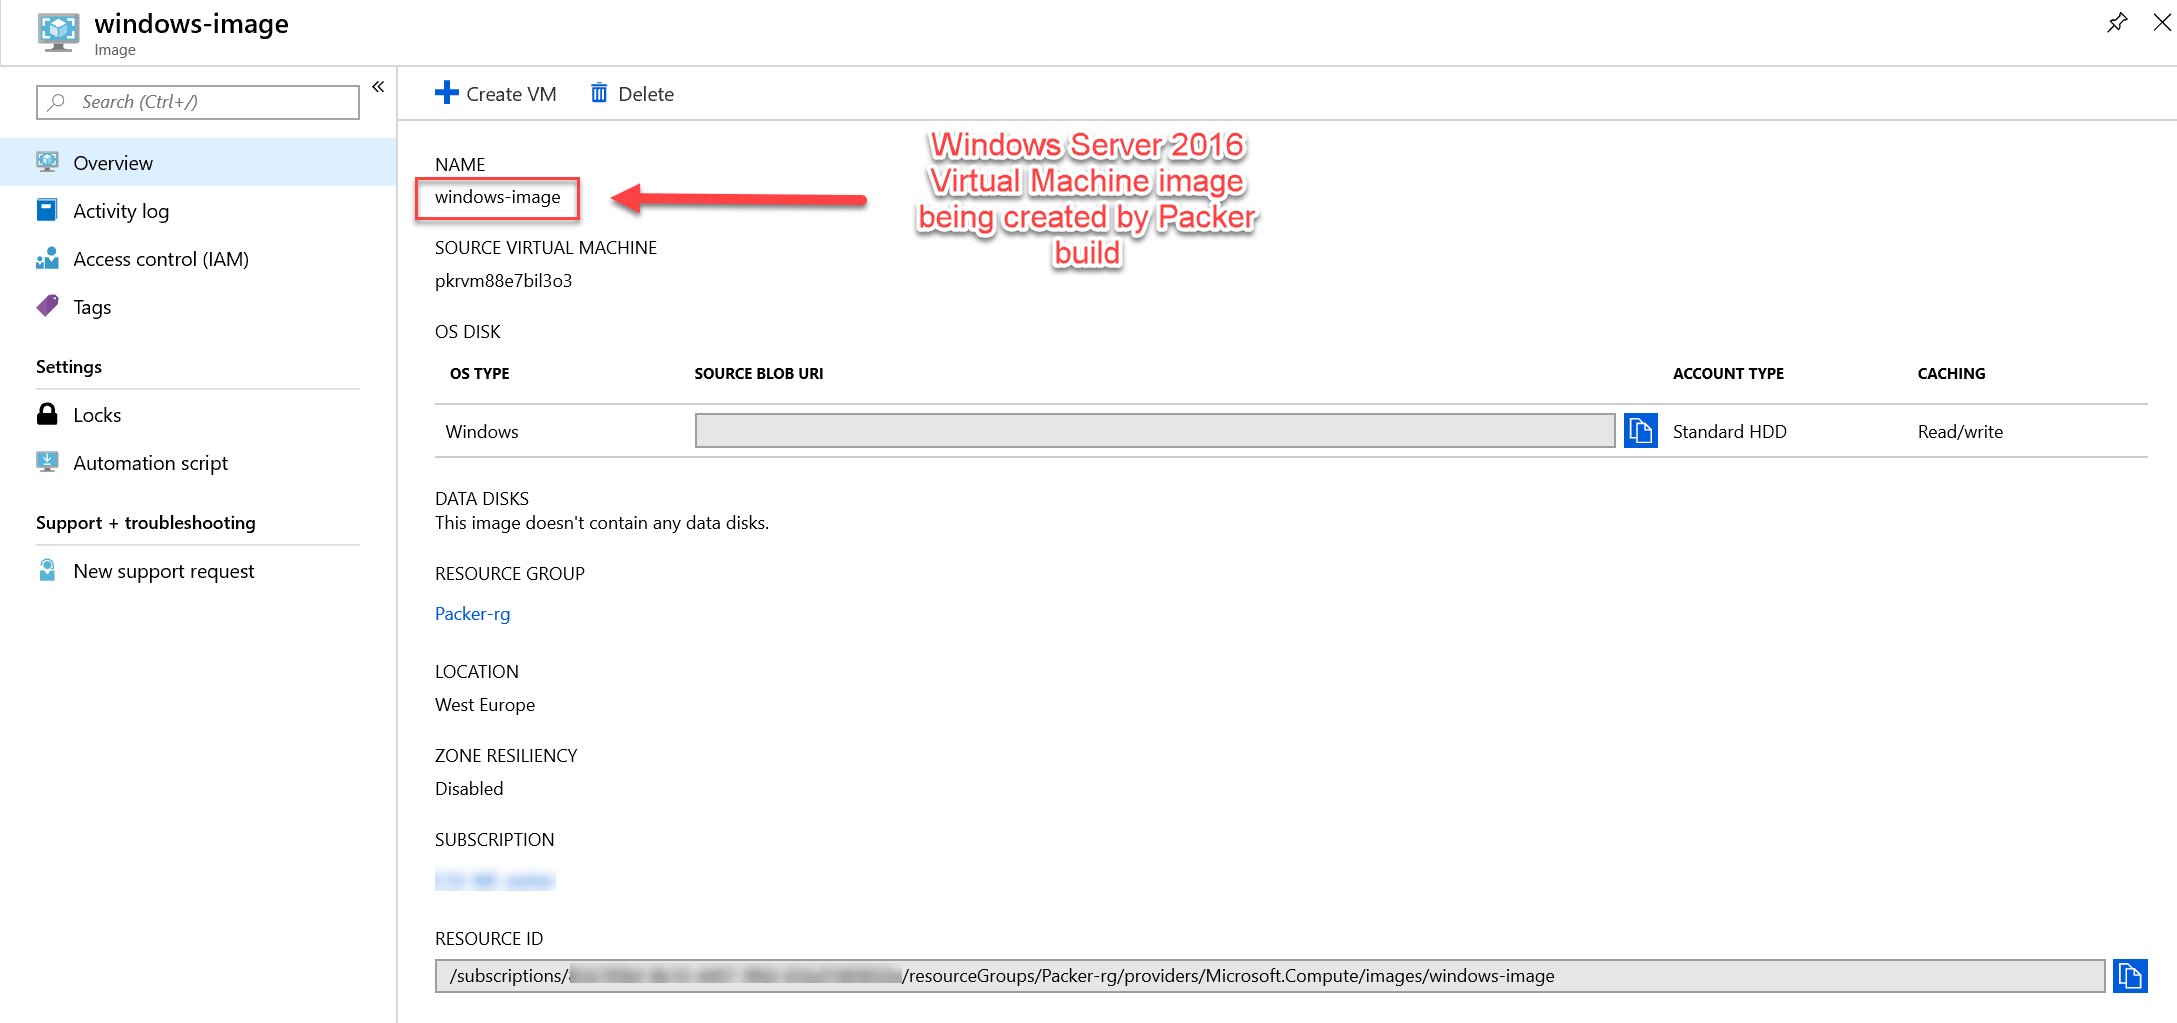 windows-image
Image
Search (Ctrl+/)
«
Overview
Activity log
Access control (IAM)
Tags
Settings
Locks
Automation script
Support + troubleshooting
New support request
Create VM Delete
Windows Server 2016
Virtual Machine image
being created by Packer
build
NAME
windows-image
SOURCE VIRTUAL MACHINE
pkrvm88e7bil3o3
OS DISK
OS TYPE SOURCE BLOB URI ACCOUNT TYPE CACHING
Windows Standard HDD Read/write
DATA DISKS
This image doesn't contain any data disks.
RESOURCE GROUP
Packer-rg
LOCATION
West Europe
ZONE RESILIENCY
Disabled
SUBSCRIPTION
RESOURCE ID
/subscriptions/ /resourceGroups/Packer-rg/providers/Microsoft.Compute/images/windows-image